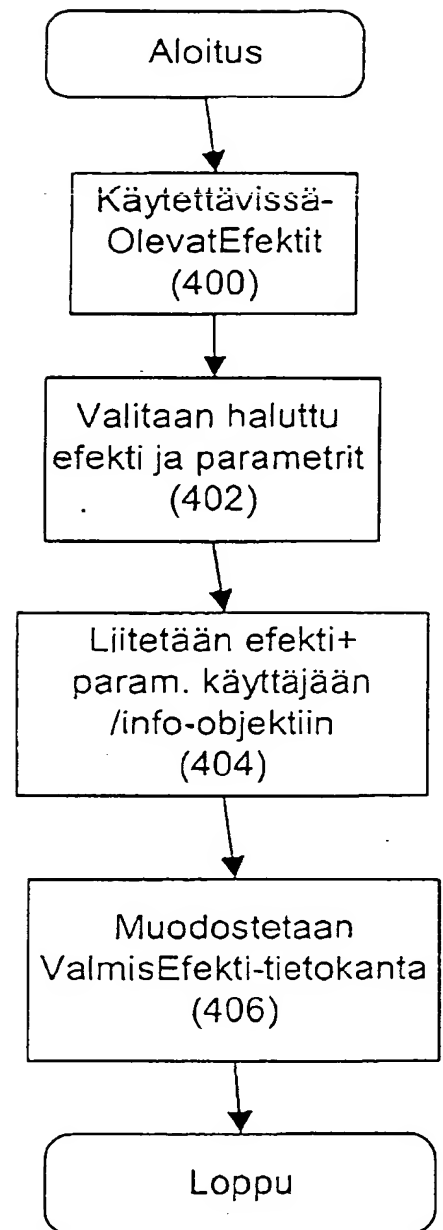 Aloitus
Käytettävissä-
OlevatEfektit
(400)
Valitaan haluttu
efekti ja parametrit
(402)
Liitetään efekti+
param. käyttäjään
/info-objektiin
(404)
Muodostetaan
ValmisEfekti-tietokanta
(406)
Loppu